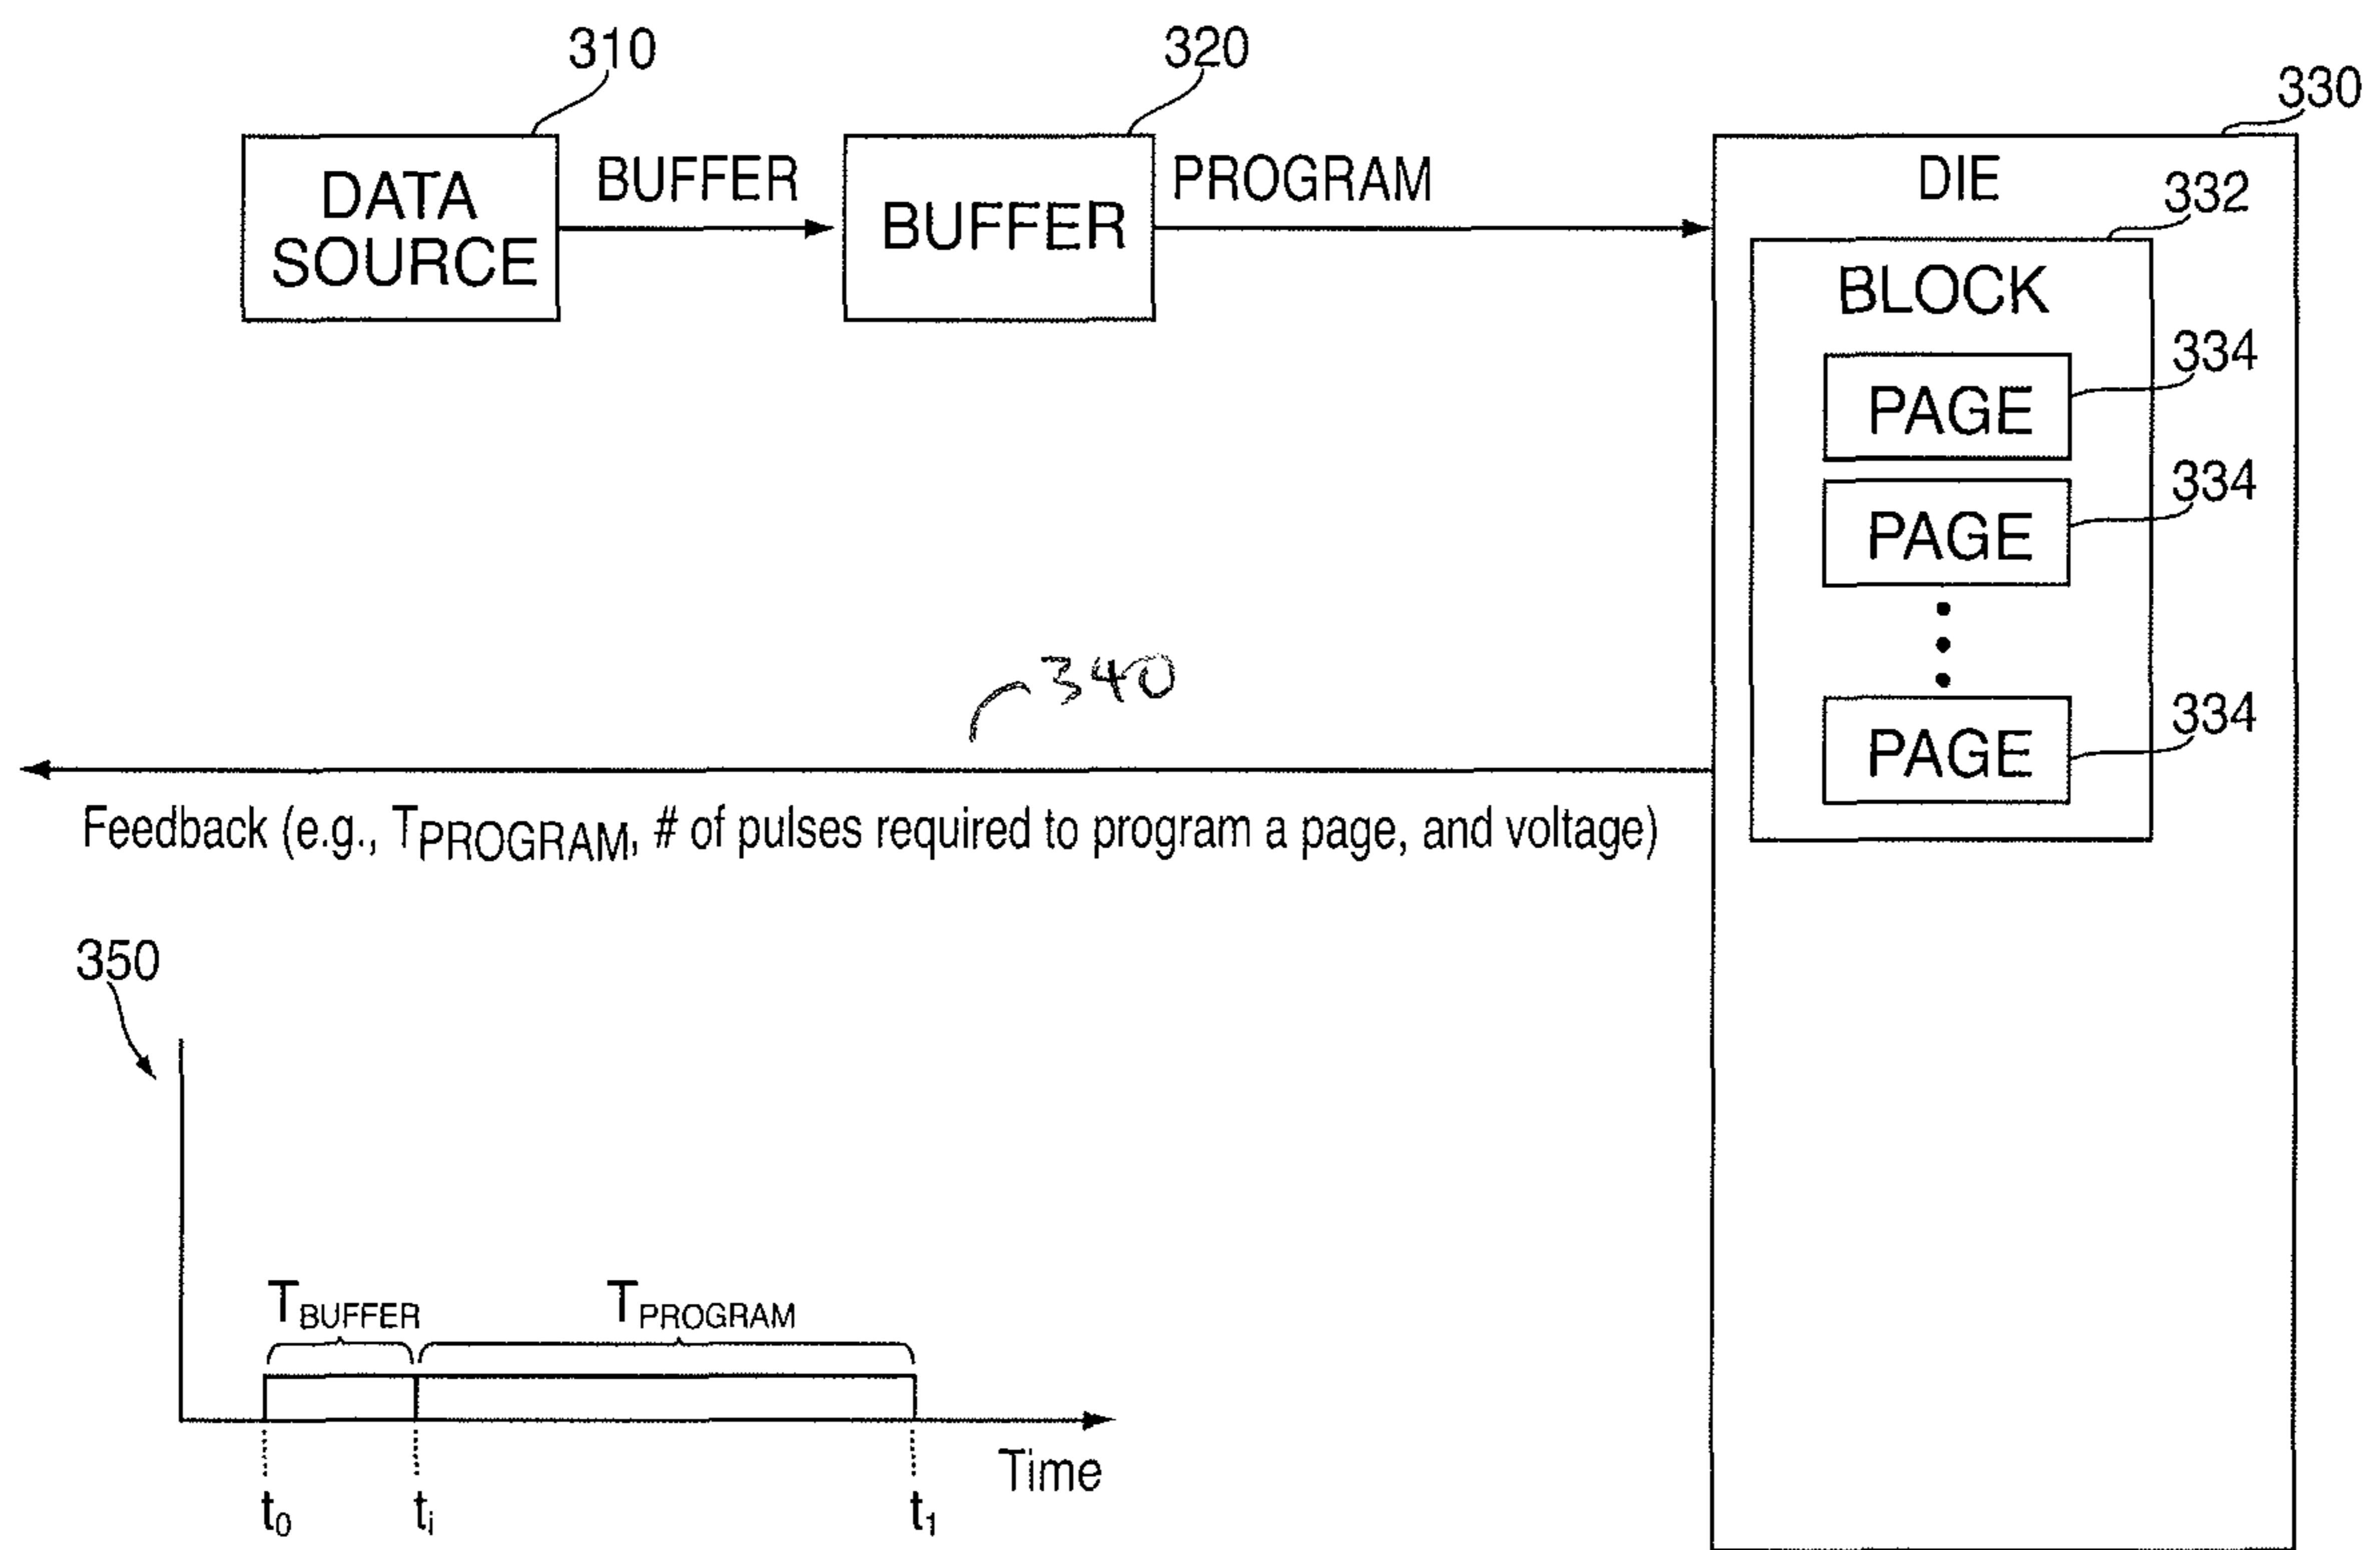 310
320
330
DATA
SOURCE
BUFFER
BUFFER
PROGRAM
DIE
332
BLOCK
334
PAGE
334
PAGE
334
PAGE
340
Feedback (e.g., TPROGRAM, # of pulses required to program a page, and voltage)
350
TBUFFER
TPROGRAM
Time
t0
ti
t1